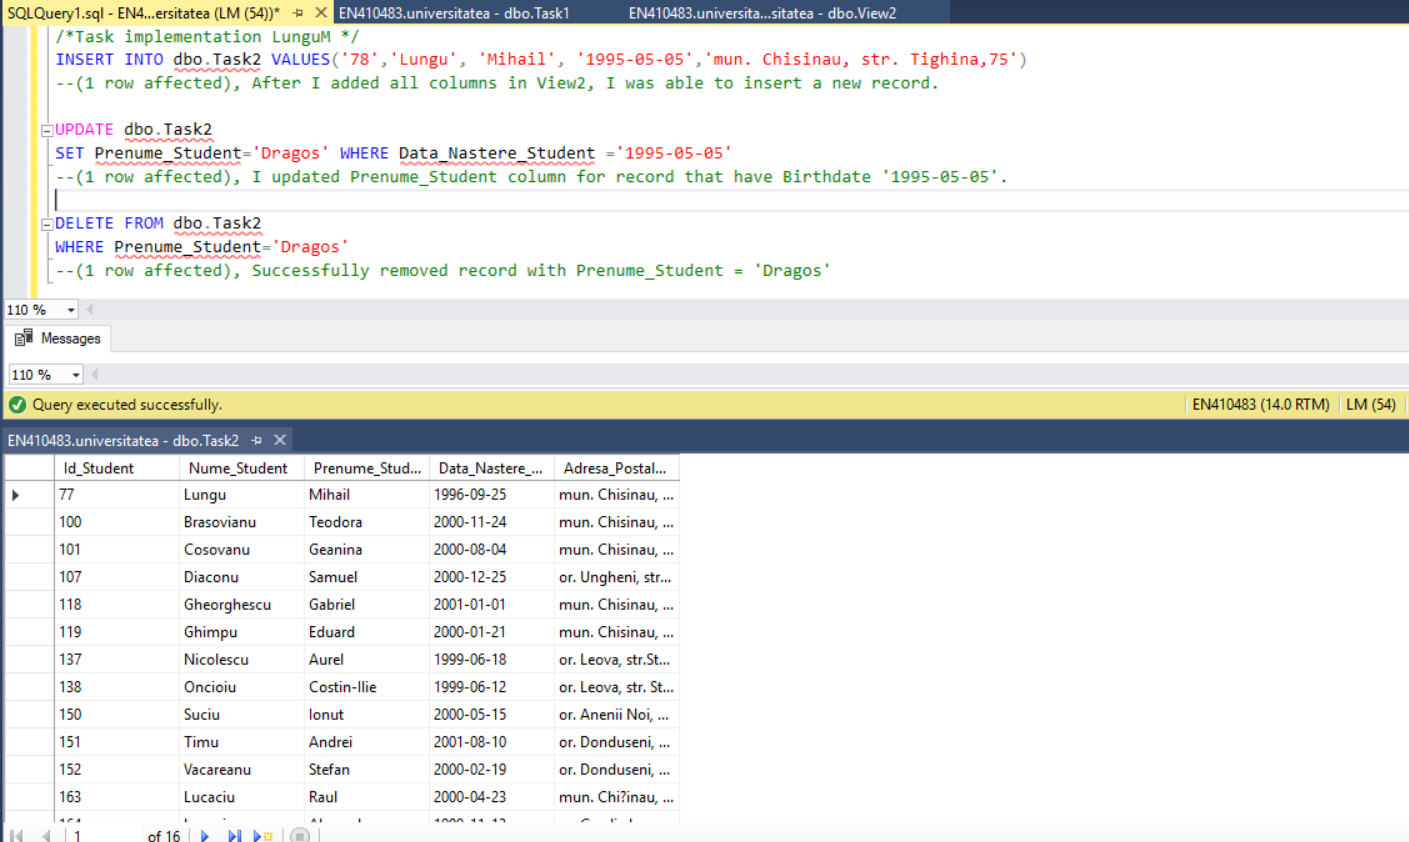 SQLQuery1.sql - EN4...ersitatea (LM (54))* EN410483.universitatea - dbo.Task1 EN410483.universita...sitatea - dbo.View2
/*Task implementation LunguM */
INSERT INTO dbo.Task2 VALUES('78','Lungu', 'Mihail', '1995-05-05','mun. Chisinau, str. Tighina,75')
--(1 row affected), After I added all columns in View2, I was able to insert a new record.
UPDATE dbo.Task2
SET Prenume_Student='Dragos' WHERE Data_Nastere_Student ='1995-05-05'
--(1 row affected), I updated Prenume_Student column for record that have Birthdate '1995-05-05'.
DELETE FROM dbo.Task2
WHERE Prenume_Student='Dragos'
--(1 row affected), Successfully removed record with Prenume_Student = 'Dragos'
110 %
Messages
110 %
Query executed successfully. EN410483 (14.0 RTM) LM (54)
EN410483.universitatea - dbo.Task2
Id_Student Nume_Student Prenume_Stud... Data_Nastere_... Adresa_Postal...
77 Lungu Mihail 1996-09-25 mun. Chisinau, ...
100 Brasovianu Teodora 2000-11-24 mun. Chisinau, ...
101 Cosovanu Geanina 2000-08-04 mun. Chisinau, ...
107 Diaconu Samuel 2000-12-25 or. Ungheni, str...
118 Gheorghescu Gabriel 2001-01-01 mun. Chisinau, ...
119 Ghimpu Eduard 2000-01-21 mun. Chisinau, ...
137 Nicolescu Aurel 1999-06-18 or. Leova, str.St...
138 Oncioiu Costin-Ilie 1999-06-12 or. Leova, str. St...
150 Suciu Ionut 2000-05-15 or. Anenii Noi, ...
151 Timu Andrei 2001-08-10 or. Donduseni, ...
152 Vacareanu Stefan 2000-02-19 or. Donduseni, ...
163 Lucaciu Raul 2000-04-23 mun. Chi?inau, ...
1 of 16